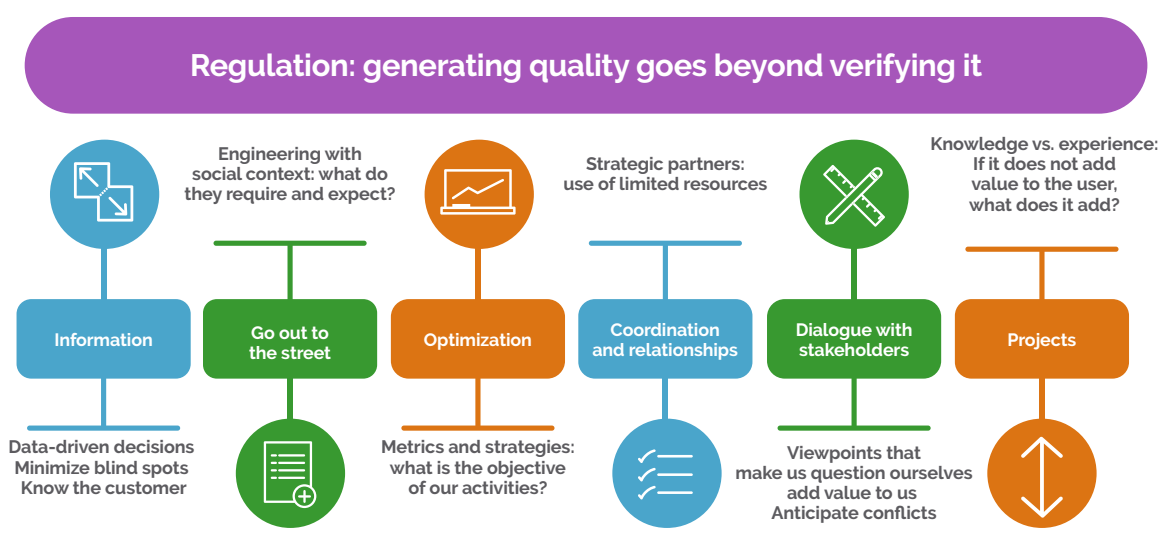 Regulation: generating quality goes beyond verifying it
Information
Data-driven decisions
Minimize blind spots
Know the customer
Engineering with
social context: what do
they require and expect?
Go out to
the street
Optimization
Metrics and strategies:
what is the objective
of our activities?
Strategic partners:
use of limited resources
Coordination
and relationships
Dialogue with
stakeholders
Viewpoints that
make us question ourselves
add value to us
Anticipate conflicts
Knowledge vs. experience:
If it does not add
value to the user,
what does it add?
Projects